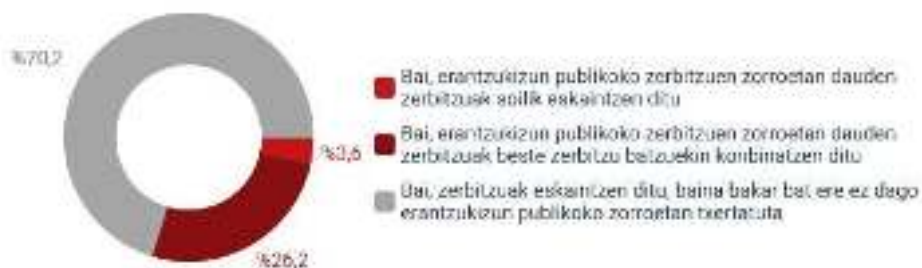 %70,2
Bai, erantzukizun publikoko zerbitzuen zorroetan dauden
zerbitzuak soilik eskaintzen ditu
%3,6
Bai, erantzukizun publikoko zerbitzuen zorroetan dauden
zerbitzuak beste zerbitzu batzuekin konbinatzen ditu
Bai, zerbitzuak eskaintzen ditu, baina bakar bat ere ez dago
erantzukizun publikoko zorroetan txertatuta
%26,2